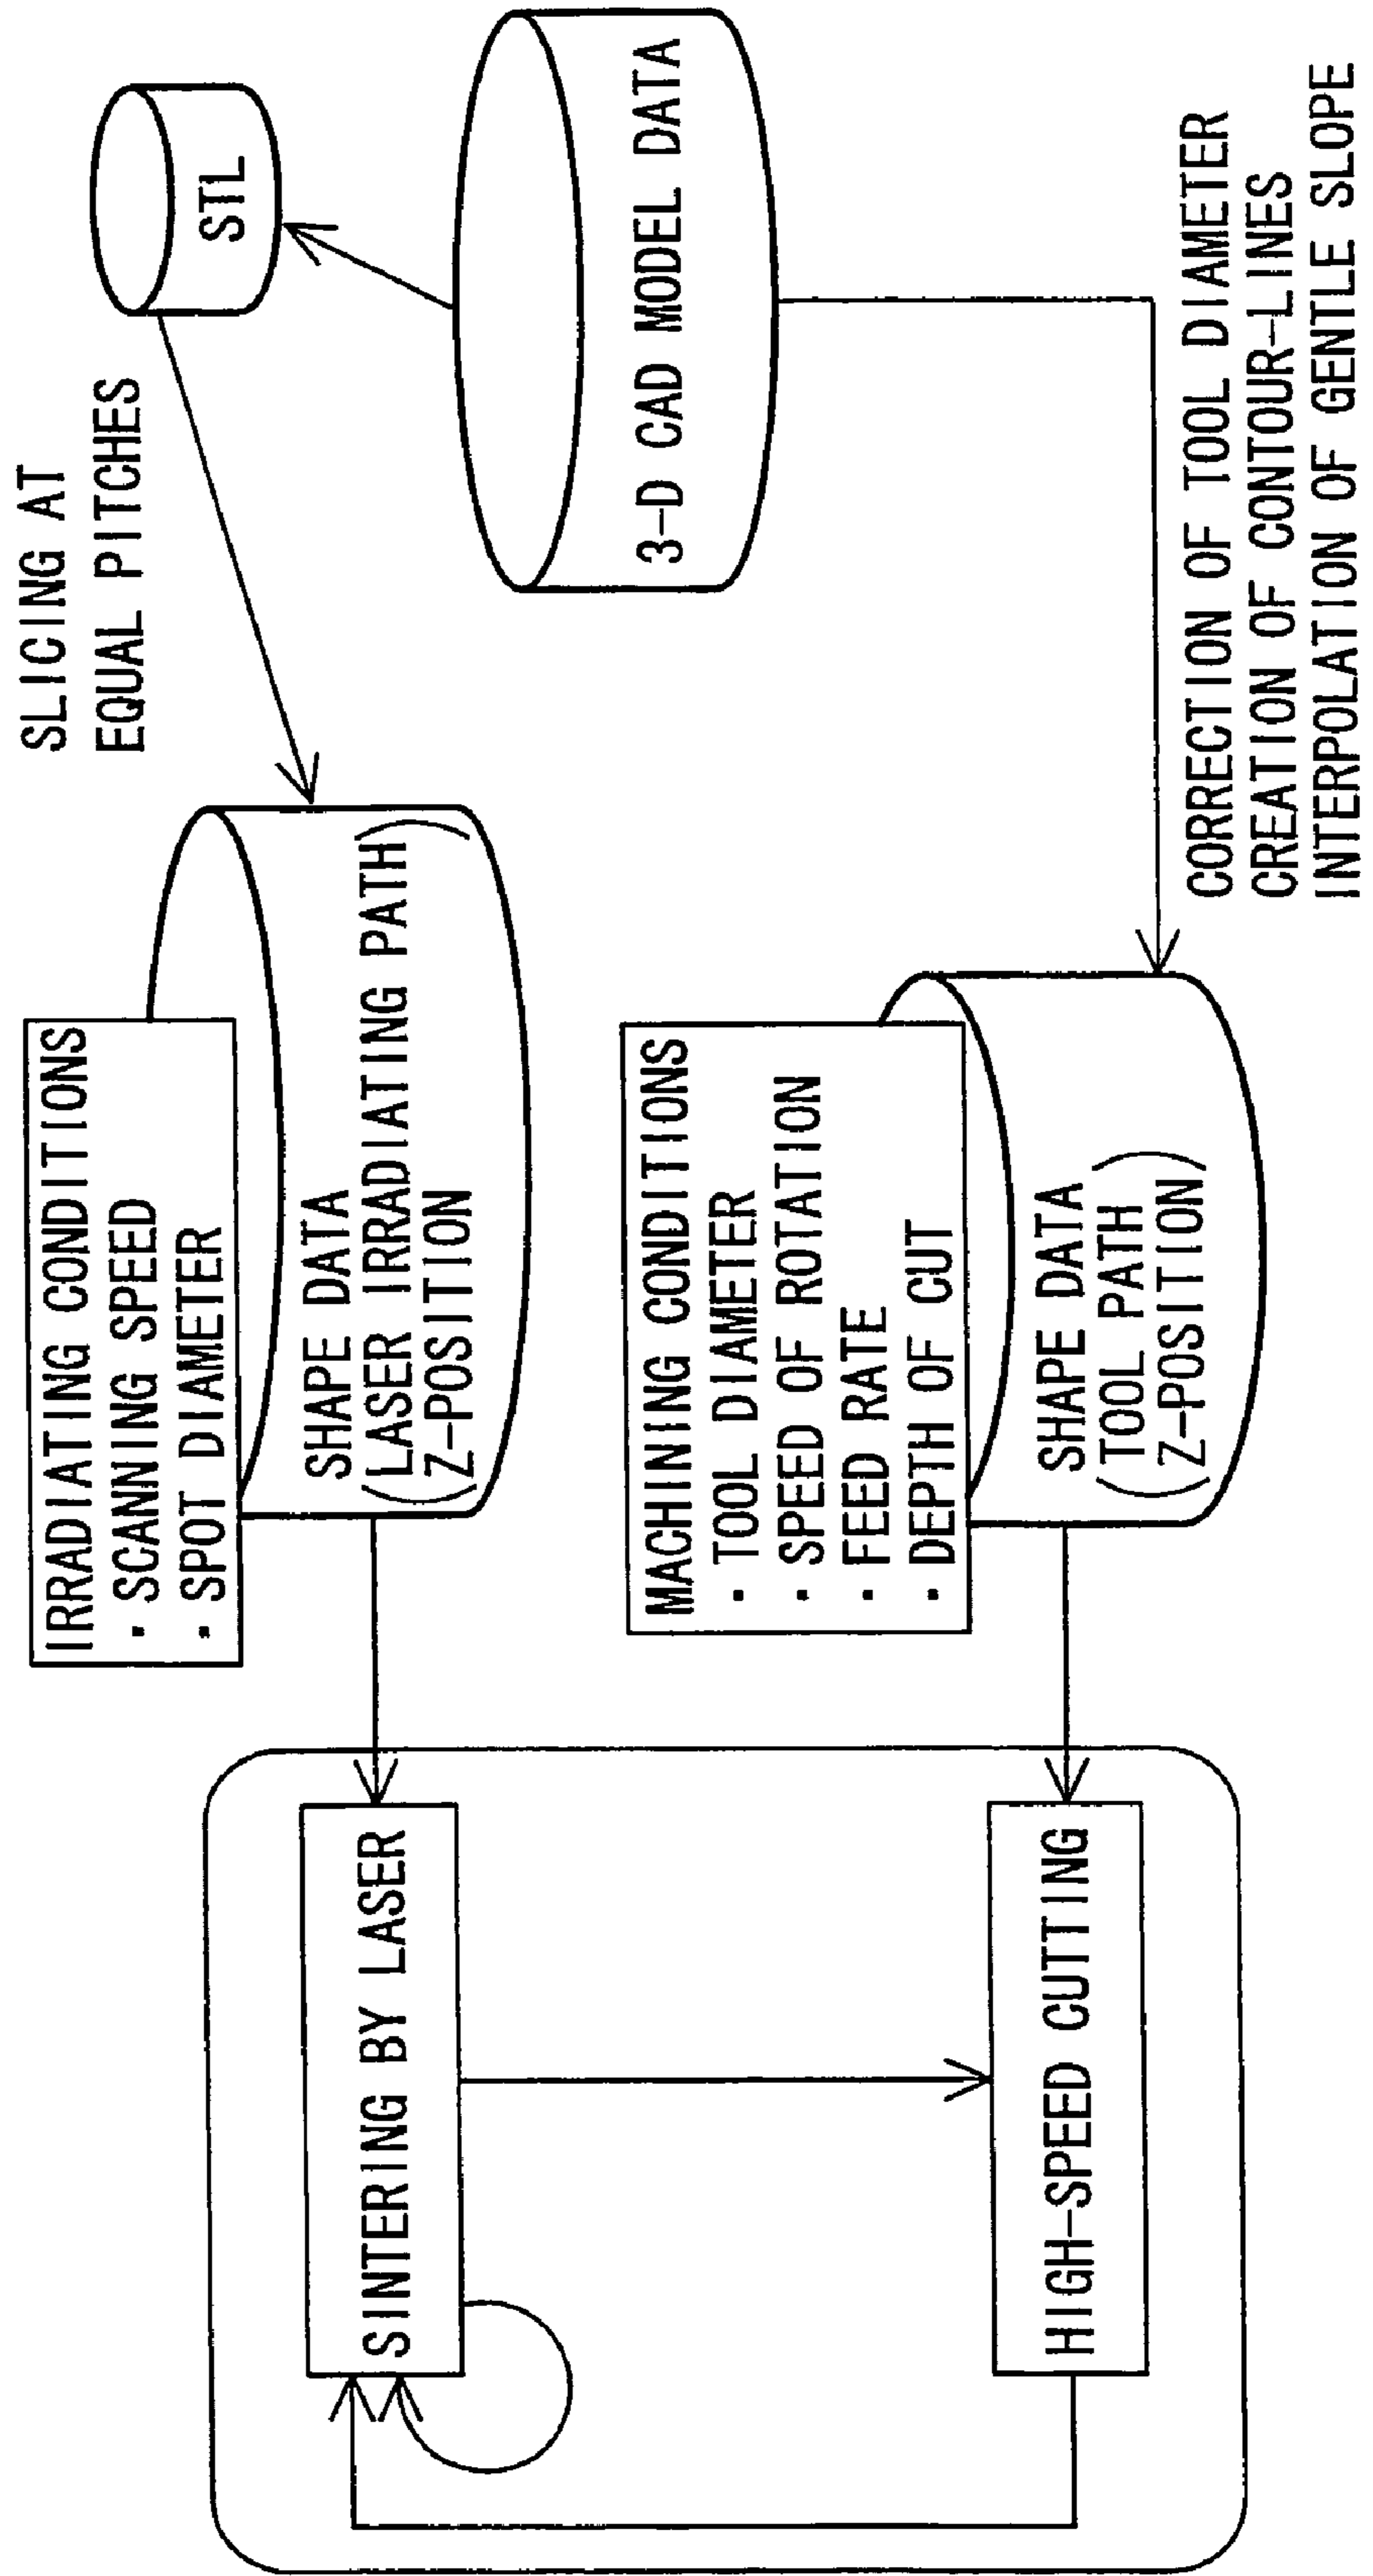 SLICING AT
EQUAL PITCHES
STL
3-D CAD MODEL DATA
IRRADIATING CONDITIONS
· SCANNING SPEED
· SPOT DIAMETER
SHAPE DATA
(LASER IRRADIATING PATH)
Z-POSITION
MACHINING CONDITIONS
· TOOL DIAMETER
· SPEED OF ROTATION
· FEED RATE
· DEPTH OF CUT
SHAPE DATA
(TOOL PATH)
Z-POSITION
CORRECTION OF TOOL DIAMETER
CREATION OF CONTOUR-LINES
INTERPOLATION OF GENTLE SLOPE
SINTERING BY LASER
HIGH-SPEED CUTTING